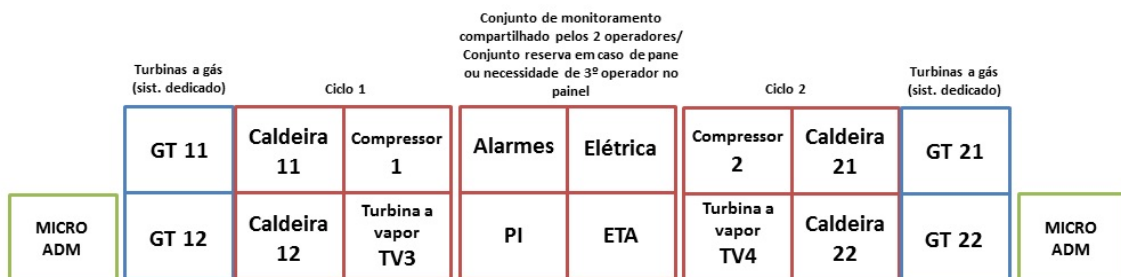 Conjunto de monitoramento
compartilhado pelos 2 operadores/
Conjunto reserva em caso de pane
ou necessidade de 3º operador no
painel
Turbinas a gás
(sist. dedicado)
Ciclo 1
Ciclo 2
Turbinas a gás
(sist. dedicado)
GT 11
Caldeira
11
Compressor
1
Alarmes
Elétrica
Compressor
2
Caldeira
21
GT 21
MICRO
ADM
GT 12
Caldeira
12
Turbina a
vapor
TV3
PI
ETA
Turbina a
vapor
TV4
Caldeira
22
GT 22
MICRO
ADM